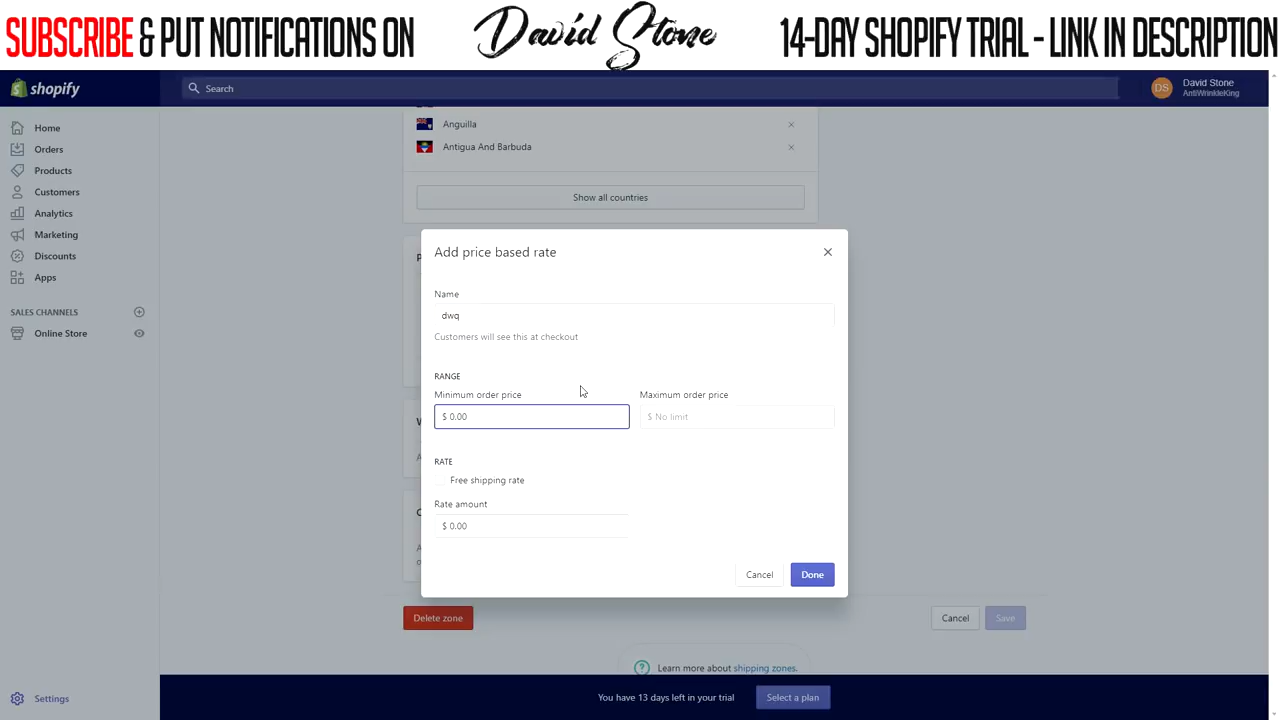 SUBSCRIBE & PUT NOTIFICATIONS ON
David Stone
14-DAY SHOPIFY TRIAL - LINK IN DESCRIPTION
shopify
Search
DS
David Stone
AntiWrinkleKing
Home
Orders
Products
Customers
Analytics
Marketing
Discounts
Apps
SALES CHANNELS
Online Store
Settings
Anguilla
Antigua And Barbuda
Show all countries
Add price based rate
Name
dwq
Customers will see this at checkout
RANGE
Minimum order price
Maximum order price
$ 0.00
$ No limit
RATE
Free shipping rate
Rate amount
$ 0.00
Cancel
Done
Delete zone
Cancel
Save
Learn more about shipping zones.
You have 13 days left in your trial
Select a plan